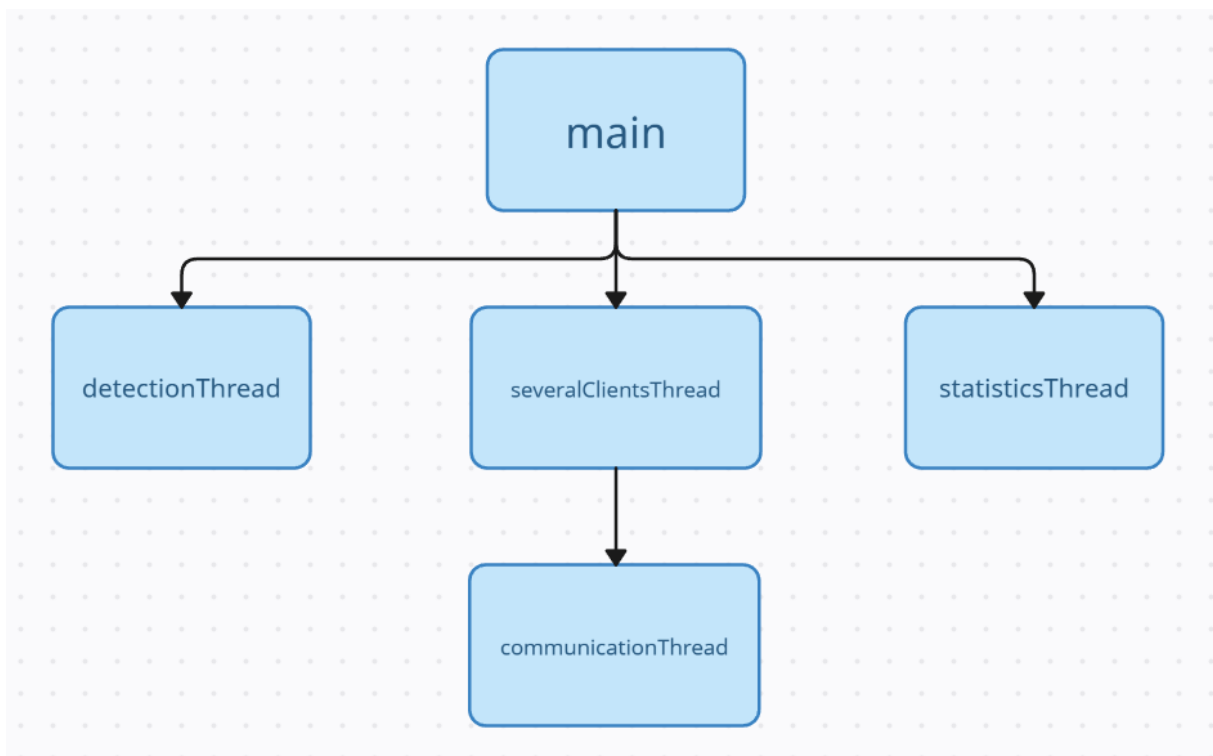 main
detectionThread
severalClientsThread
statisticsThread
communicationThread